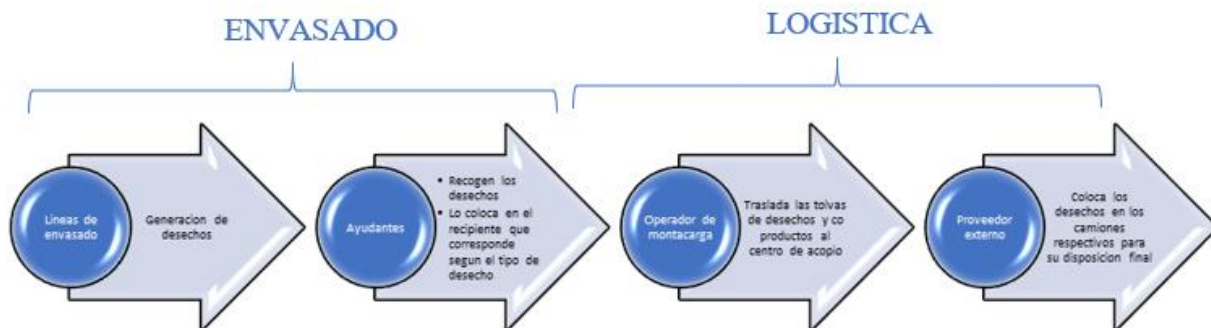 ENVASADO
LOGISTICA
Lineas de
envasado
Generacion de
desechos
Ayudantes
• Recogen los
desechos
• Lo coloca en el
recipiente que
corresponde
segun el tipo de
desecho
Operador de
montacarga
Traslada las tolvas
de desechos y co
productos al
centro de acopio
Proveedor
externo
Coloca los
desechos en los
camiones
respectivos para
su disposicion final